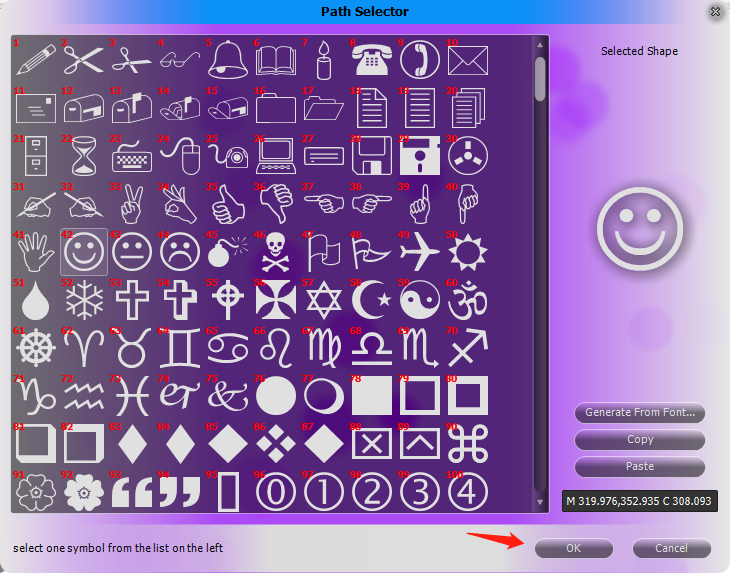 Path Selector
Selected Shape
1 2 3 4 5 6 7 8 9 10
11 12 13 14 15 16 17 18 19 20
21 22 23 24 25 26 27 28 29 30
31 32 33 34 35 36 37 38 39 40
41 42 43 44 45 46 47 48 49 50
51 52 53 54 55 56 57 58 59 60
61 62 63 64 65 66 67 68 69 70
71 72 73 74 75 76 77 78 79 80
81 82 83 84 85 86 87 88 89 90
91 92 93 94 95 96 97 98 99 100
⓪ ① ② ③ ④
Generate From Font...
Copy
Paste
M 319.976,352.935 C 308.093
select one symbol from the list on the left
OK
Cancel